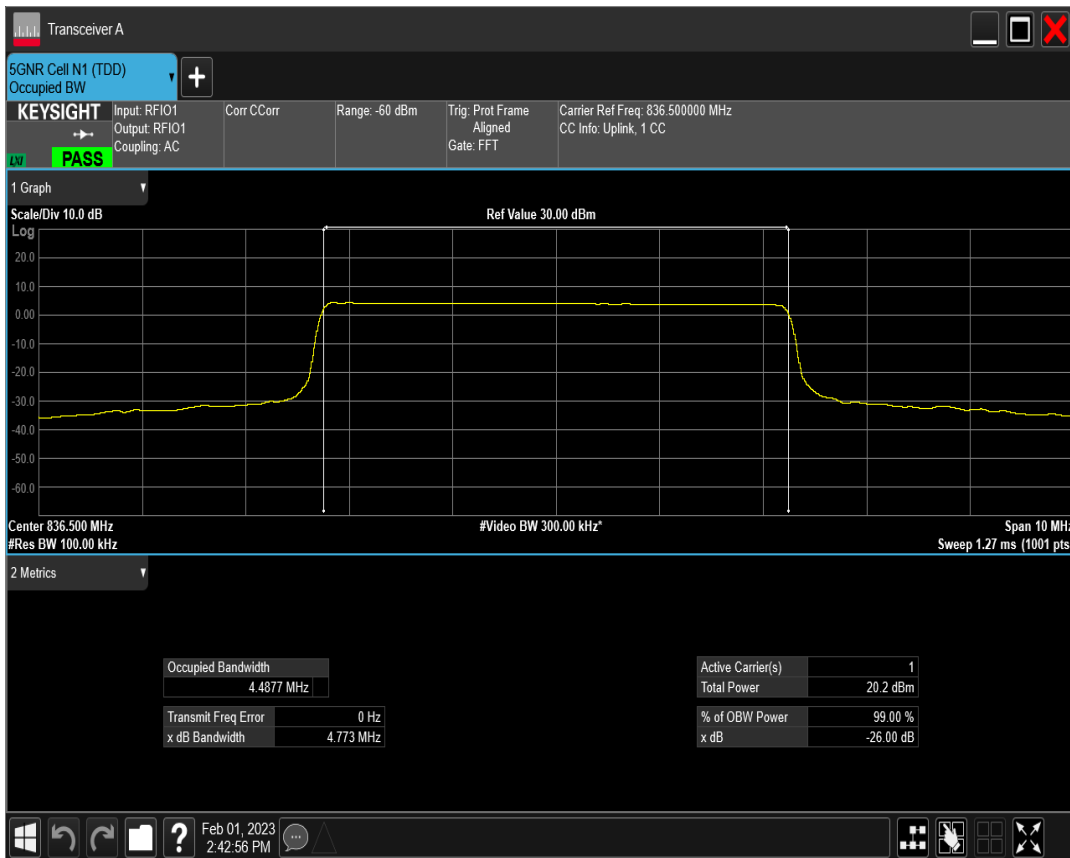 Transceiver A
5GNR Cell N1 (TDD)
Occupied BW
+
KEYSIGHT
LXI
PASS
Input: RFIO1
Output: RFIO1
Coupling: AC
Corr CCorr
Range: -60 dBm
Trig: Prot Frame
Aligned
Gate: FFT
Carrier Ref Freq: 836.500000 MHz
CC Info: Uplink, 1 CC
1 Graph
Scale/Div 10.0 dB
Ref Value 30.00 dBm
Log
20.0
10.0
0.00
-10.0
-20.0
-30.0
-40.0
-50.0
-60.0
Center 836.500 MHz
#Video BW 300.00 kHz*
Span 10 MHz
#Res BW 100.00 kHz
Sweep 1.27 ms (1001 pts
2 Metrics
Occupied Bandwidth
4.4877 MHz
Transmit Freq Error 0 Hz
x dB Bandwidth 4.773 MHz
Active Carrier(s) 1
Total Power 20.2 dBm
% of OBW Power 99.00 %
x dB -26.00 dB
?
Feb 01, 2023
2:42:56 PM